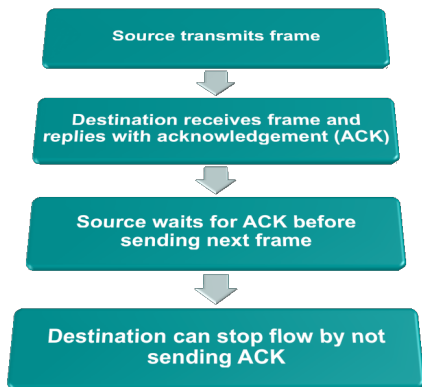 Source transmits frame
Destination receives frame and
replies with acknowledgement (ACK)
Source waits for ACK before
sending next frame
Destination can stop flow by not
sending ACK